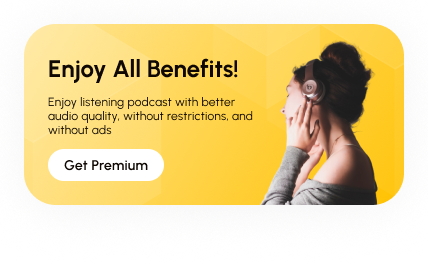 Enjoy All Benefits!
Enjoy listening podcast with better
audio quality, without restrictions, and
without ads
Get Premium